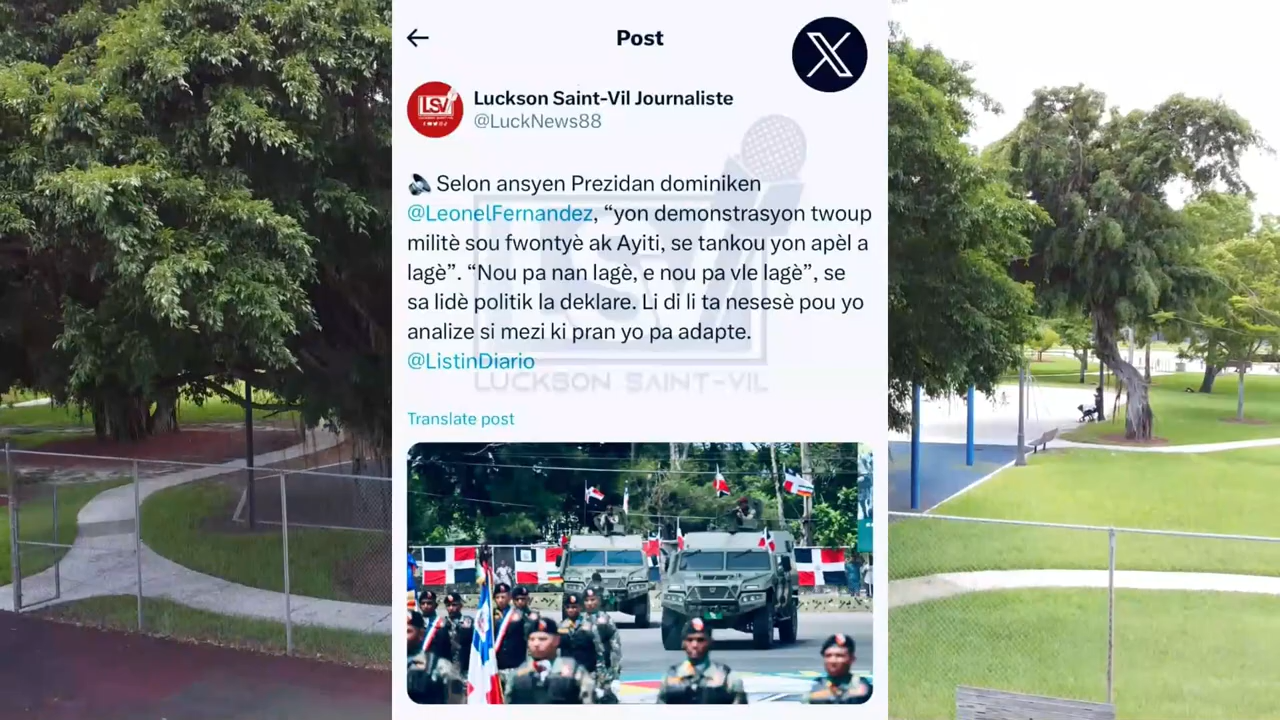 Post
LSV
Luckson Saint-Vil Journaliste
@LuckNews88
Selon ansyen Prezidan dominiken
@LeonelFernandez, “yon demonstrasyon twoup
militè sou fwontyè ak Ayiti, se tankou yon apèl a
lagè”. “Nou pa nan lagè, e nou pa vle lagè”, se
sa lidè politik la deklare. Li di li ta nesesè pou yo
analize si mezi ki pran yo pa adapte.
@ListinDiario
LSV
LUCKSON SAINT-VIL
Translate post